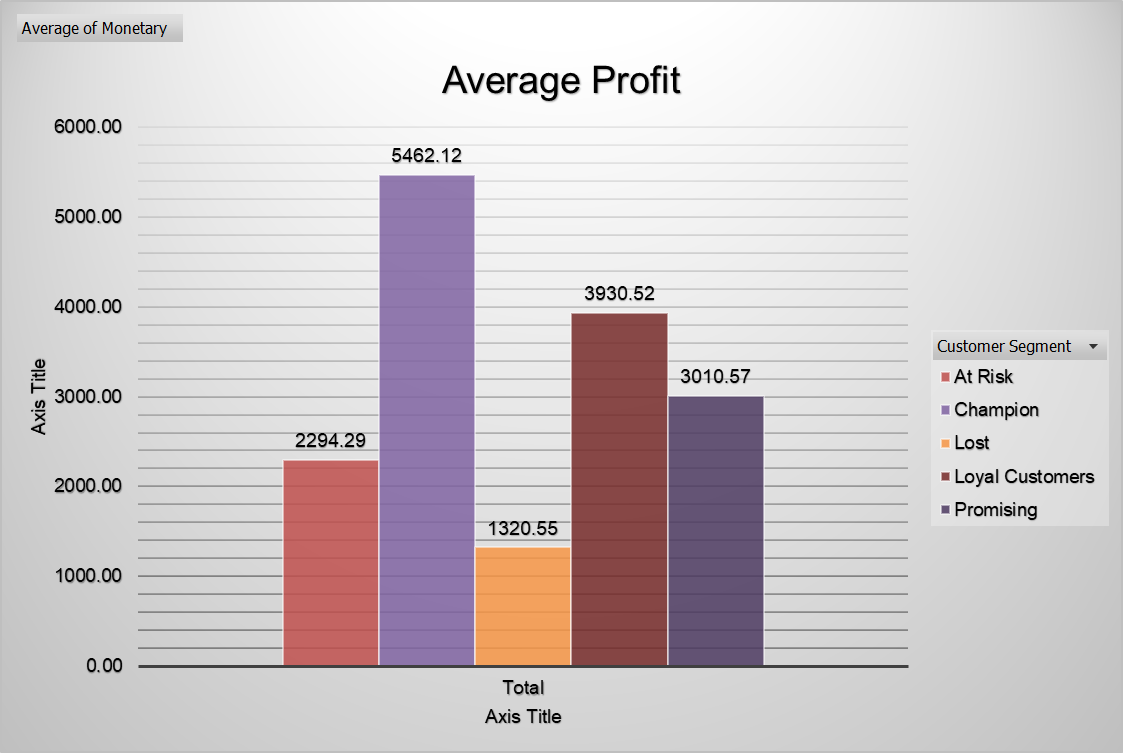 Average of Monetary
Average Profit
6000.00
5000.00
4000.00
3000.00
2000.00
1000.00
0.00
Axis Title
2294.29
5462.12
1320.55
3930.52
3010.57
Total
Axis Title
Customer Segment
At Risk
Champion
Lost
Loyal Customers
Promising